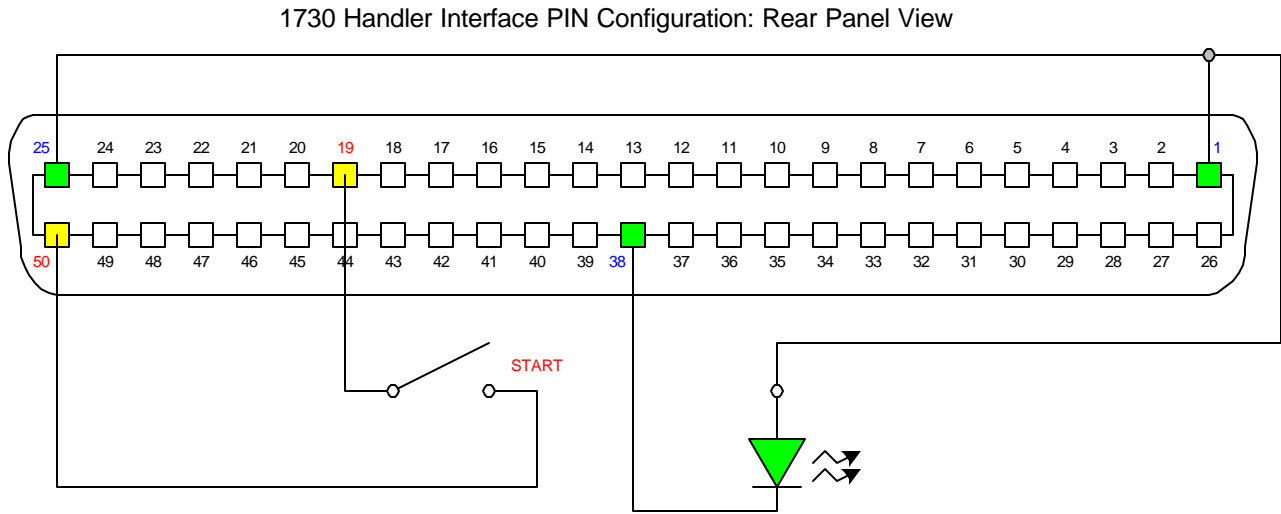 1730 Handler Interface PIN Configuration: Rear Panel View
25 24 23 22 21 20 19 18 17 16 15 14 13 12 11 10 9 8 7 6 5 4 3 2 1
50 49 48 47 46 45 44 43 42 41 40 39 38 37 36 35 34 33 32 31 30 29 28 27 26
START